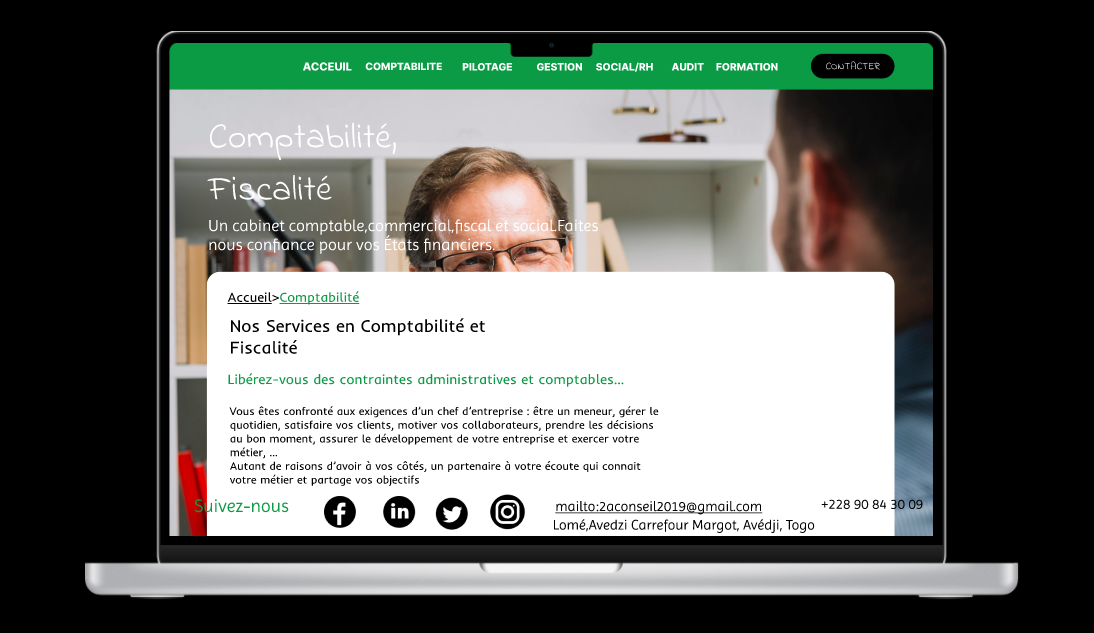 ACCEUIL COMPTABILITE PILOTAGE GESTION SOCIAL/RH AUDIT FORMATION CONTACTER
Comptabilité,
Fiscalité
Un cabinet comptable,commercial,fiscal et social.Faites
nous confiance pour vos États financiers.
Accueil>Comptabilité
Nos Services en Comptabilité et
Fiscalité
Libérez-vous des contraintes administratives et comptables...
Vous êtes confronté aux exigences d'un chef d'entreprise : être un meneur, gérer le
quotidien, satisfaire vos clients, motiver vos collaborateurs, prendre les décisions
au bon moment, assurer le développement de votre entreprise et exercer votre
métier, ...
Autant de raisons d'avoir à vos côtés, un partenaire à votre écoute qui connait
votre métier et partage vos objectifs
Suivez-nous
mailto:2aconseil2019@gmail.com
+228 90 84 30 09
Lomé,Avedzi Carrefour Margot, Avédji, Togo